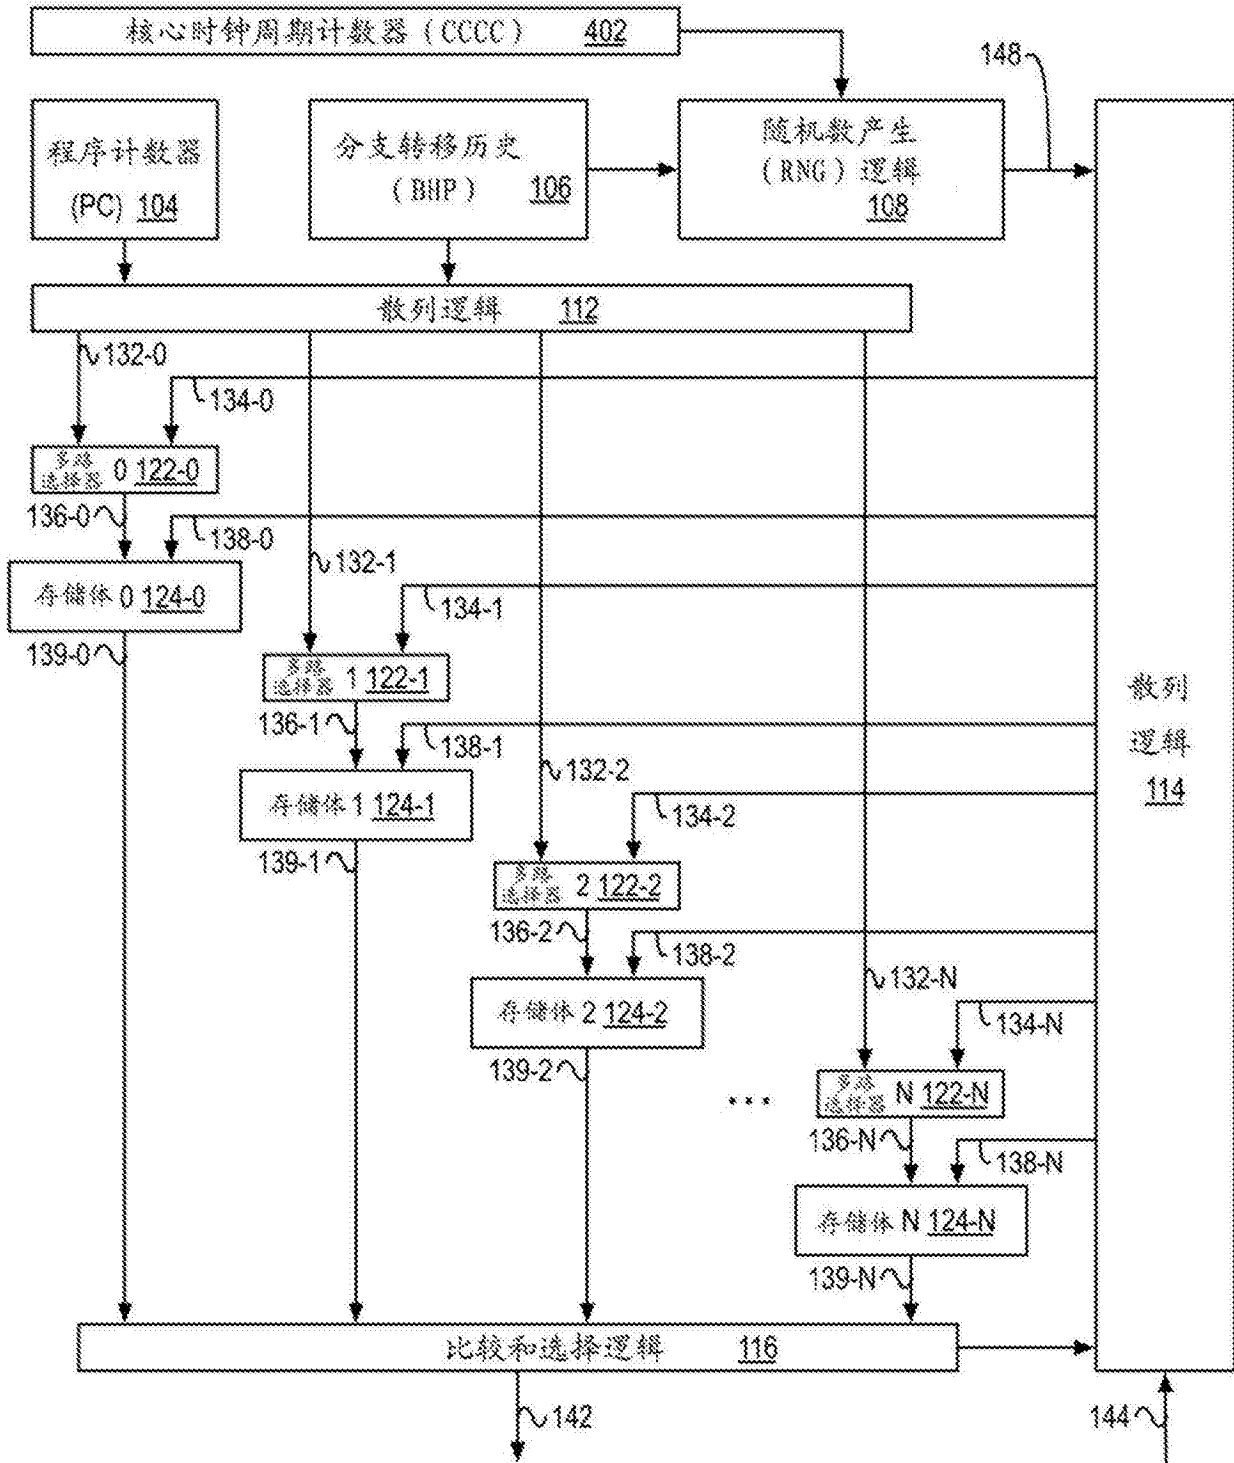 核心时钟周期计数器(CCCC) 402
148
程序计数器
(PC) 104
分支转移历史
(BHP) 106
随机数产生
(RNG) 逻辑
108
散列逻辑 112
132-0
134-0
多路
选择器 0 122-0
136-0
138-0
132-1
存储体 0 124-0
134-1
139-0
多路
选择器 1 122-1
136-1
138-1
132-2
存储体 1 124-1
134-2
139-1
多路
选择器 2 122-2
136-2
138-2
132-N
存储体 2 124-2
134-N
139-2
...
多路
选择器 N 122-N
136-N
138-N
存储体 N 124-N
139-N
散列
逻辑
114
比较和选择逻辑 116
142
144